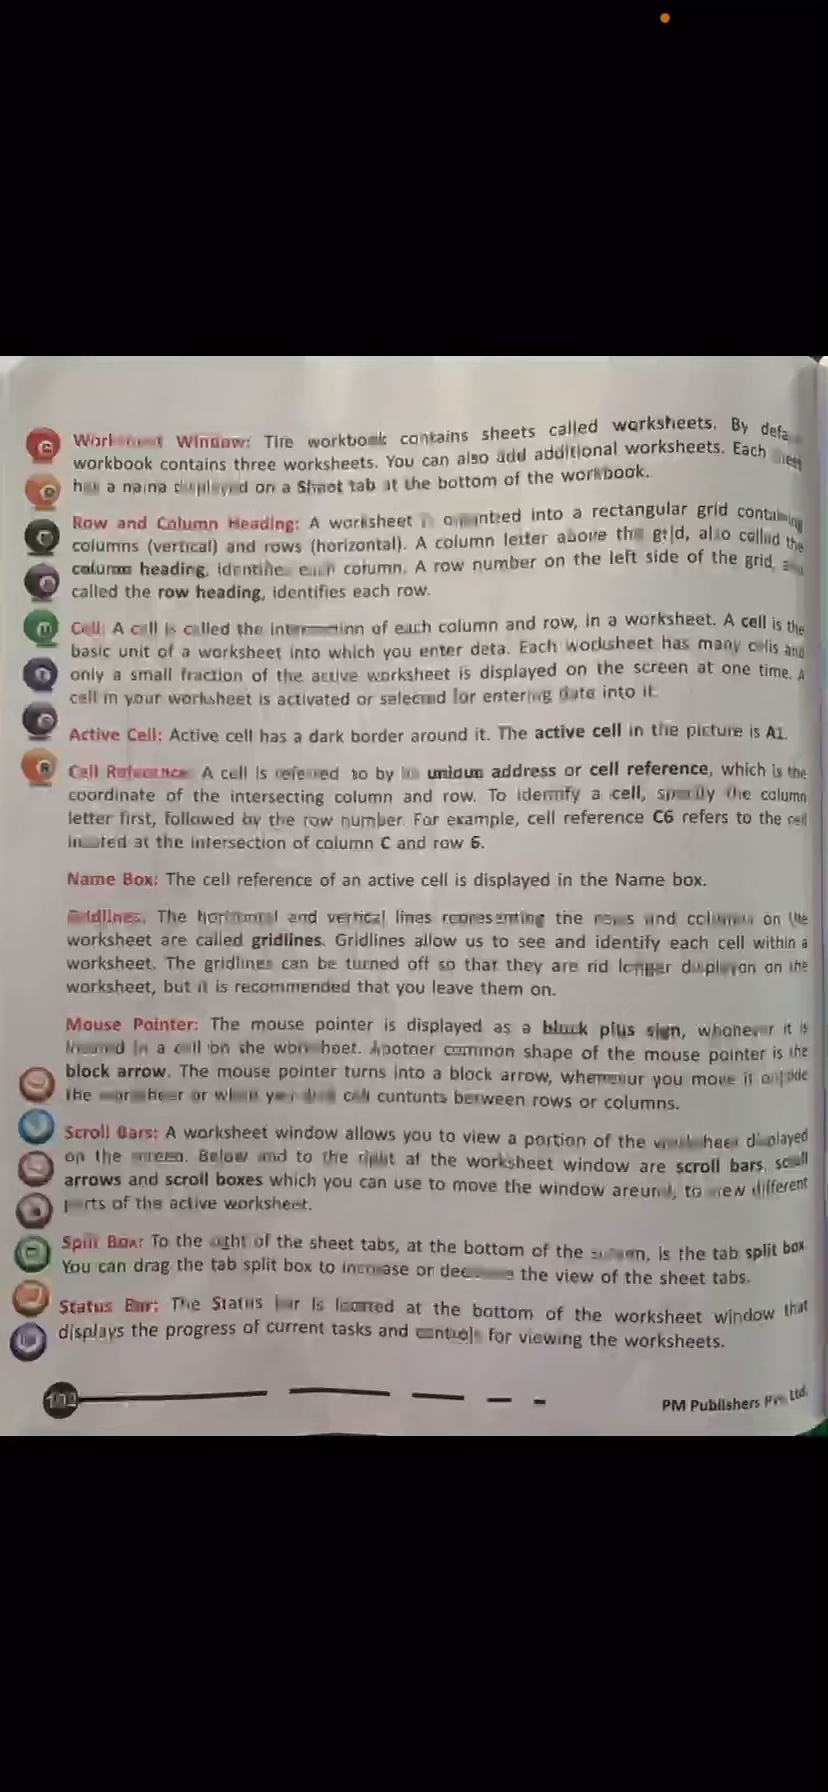 Window: The workbook contains sheets called worksheets. By
workbook contains three worksheets. You can also add additional worksheets. Each
a displayed on a Sheet tab at the bottom of the workbook.
Row and Column Heading: A worksheet is into a rectangular grid containing
columns (vertical) and rows (horizontal). A column letter above the grid, also called the
column heading, identifies each column. A row number on the left side of the grid,
called the row heading, identifies each row.
Cell: A cell is called the of each column and row, in a worksheet. A cell is the
basic unit of a worksheet into which you enter deta. Each worksheet has many cells and
only a small fraction of the active worksheet is displayed on the screen at one time. A
cell in your worksheet is activated or selected for entering into it.
Active Cell: Active cell has a dark border around it. The active cell in the picture is A1.
Cell Reference: A cell is refered to by its unique address or cell reference, which is the
coordinate of the intersecting column and row. To identify a cell, specify the column
letter first, followed by the row number. For example, cell reference C6 refers to the cell
located at the intersection of column C and row 6.
Name Box: The cell reference of an active cell is displayed in the Name box.
Gridlines: The horizontal and vertical lines representing the rows and columns on the
worksheet are called gridlines. Gridlines allow us to see and identify each cell within a
worksheet. The gridlines can be turned off so that they are longer on the
worksheet, but it is recommended that you leave them on.
Mouse Pointer: The mouse pointer is displayed as a plus sign, whenever it is
in a cell on the worksheet. Another common shape of the mouse pointer is the
block arrow. The mouse pointer turns into a block arrow, whenever you move it outside
the worksheet or when you cell contents between rows or columns.
Scroll Bars: A worksheet window allows you to view a portion of the worksheet displayed
on the screen. Below and to the right of the worksheet window are scroll bars, scroll
arrows and scroll boxes which you can use to move the window around, to view different
parts of the active worksheet.
Split Box: To the right of the sheet tabs, at the bottom of the screen, is the tab split box.
You can drag the tab split box to increase or decrease the view of the sheet tabs.
Status Bar: The Status bar is located at the bottom of the worksheet window that
displays the progress of current tasks and controls for viewing the worksheets.
PM Publishers Pvt. Ltd.